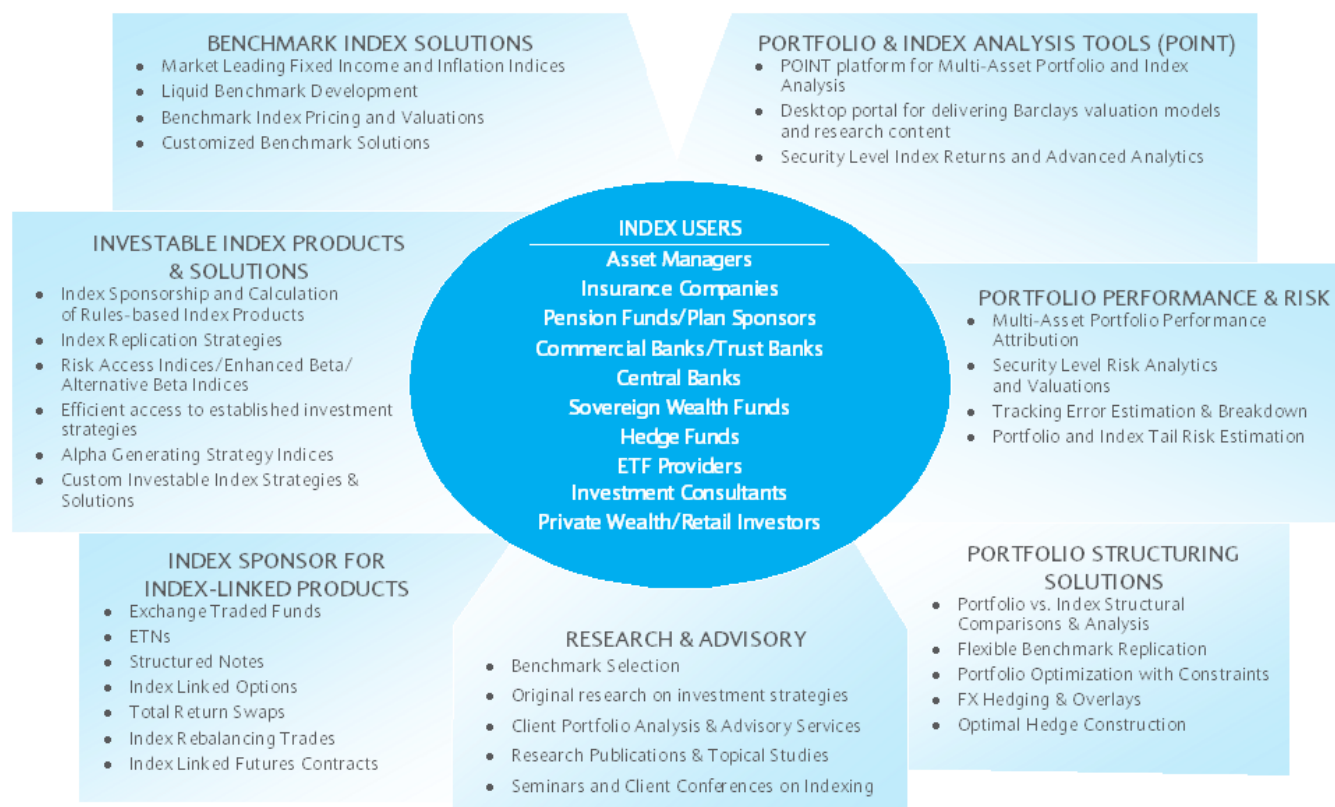 BENCHMARK INDEX SOLUTIONS
Market Leading Fixed Income and Inflation Indices
Liquid Benchmark Development
Benchmark Index Pricing and Valuations
Customized Benchmark Solutions
PORTFOLIO & INDEX ANALYSIS TOOLS (POINT)
POINT platform for Multi-Asset Portfolio and Index
Analysis
Desktop portal for delivering Barclays valuation models
and research content
Security Level Index Returns and Advanced Analytics
INVESTABLE INDEX PRODUCTS
& SOLUTIONS
Index Sponsorship and Calculation
of Rules-based Index Products
Index Replication Strategies
Risk Access Indices/Enhanced Beta/
Alternative Beta Indices
Efficient access to established investment
strategies
Alpha Generating Strategy Indices
Custom Investable Index Strategies &
Solutions
INDEX USERS
Asset Managers
Insurance Companies
Pension Funds/Plan Sponsors
Commercial Banks/Trust Banks
Central Banks
Sovereign Wealth Funds
Hedge Funds
ETF Providers
Investment Consultants
Private Wealth/Retail Investors
PORTFOLIO PERFORMANCE & RISK
Multi-Asset Portfolio Performance
Attribution
Security Level Risk Analytics
and Valuations
Tracking Error Estimation & Breakdown
Portfolio and Index Tail Risk Estimation
INDEX SPONSOR FOR
INDEX-LINKED PRODUCTS
Exchange Traded Funds
ETNs
Structured Notes
Index Linked Options
Total Return Swaps
Index Rebalancing Trades
Index Linked Futures Contracts
RESEARCH & ADVISORY
Benchmark Selection
Original research on investment strategies
Client Portfolio Analysis & Advisory Services
Research Publications & Topical Studies
Seminars and Client Conferences on Indexing
PORTFOLIO STRUCTURING
SOLUTIONS
Portfolio vs. Index Structural
Comparisons & Analysis
Flexible Benchmark Replication
Portfolio Optimization with Constraints
FX Hedging & Overlays
Optimal Hedge Construction